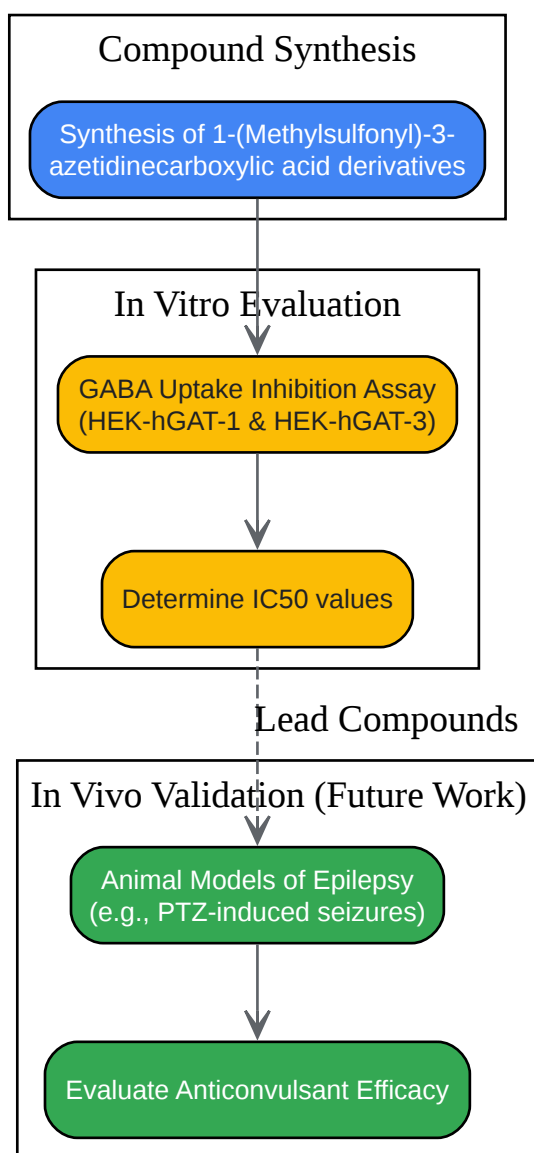 Compound Synthesis
Synthesis of 1-(Methylsulfonyl)-3-
azetidinecarboxylic acid derivatives
In Vitro Evaluation
GABA Uptake Inhibition Assay
(HEK-hGAT-1 & HEK-hGAT-3)
Determine IC50 values
Lead Compounds
In Vivo Validation (Future Work)
Animal Models of Epilepsy
(e.g., PTZ-induced seizures)
Evaluate Anticonvulsant Efficacy